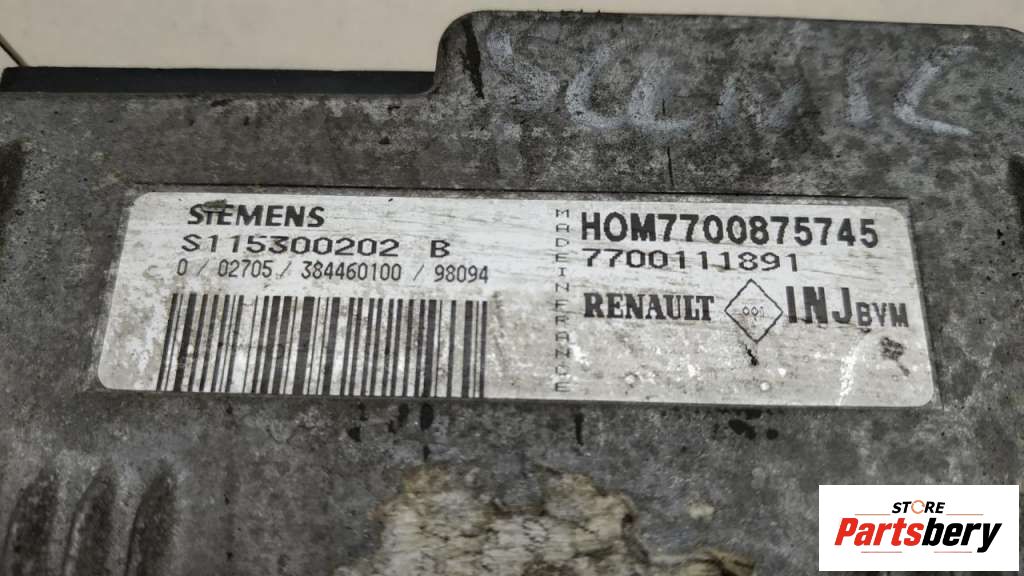 SCENIC
SIEMENS
S115300202 B
0 / 02705 / 384460100 / 98094
MADE IN FRANCE
HOM7700875745
7700111891
RENAULT
INJ BVM
STORE
Partsbery